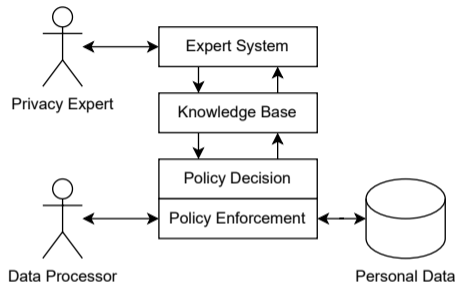 Expert System
Privacy Expert
Knowledge Base
Policy Decision
Policy Enforcement
Data Processor
Personal Data